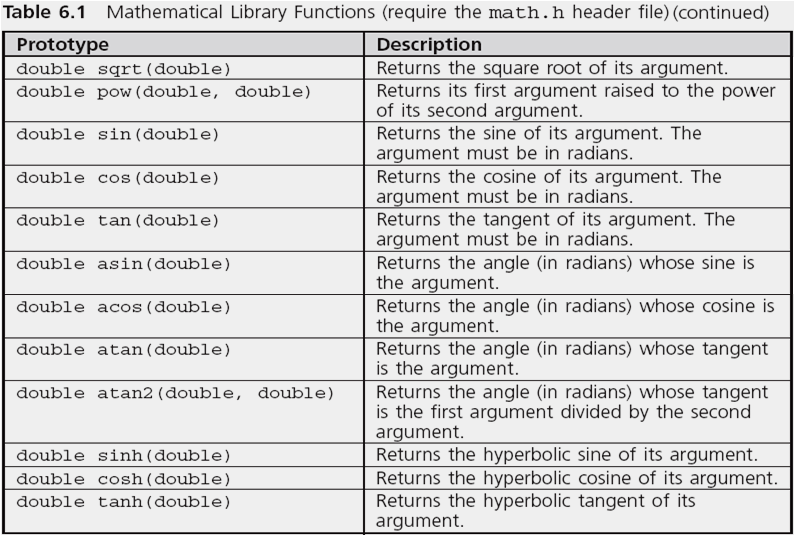 Table 6.1 Mathematical Library Functions (require the math.h header file) (continued)
Prototype Description
double sqrt(double) Returns the square root of its argument.
double pow(double, double) Returns its first argument raised to the power
of its second argument.
double sin(double) Returns the sine of its argument. The
argument must be in radians.
double cos(double) Returns the cosine of its argument. The
argument must be in radians.
double tan(double) Returns the tangent of its argument. The
argument must be in radians.
double asin(double) Returns the angle (in radians) whose sine is
the argument.
double acos(double) Returns the angle (in radians) whose cosine is
the argument.
double atan(double) Returns the angle (in radians) whose tangent
is the argument.
double atan2(double, double) Returns the angle (in radians) whose tangent
is the first argument divided by the second
argument.
double sinh(double) Returns the hyperbolic sine of its argument.
double cosh(double) Returns the hyperbolic cosine of its argument.
double tanh(double) Returns the hyperbolic tangent of its
argument.